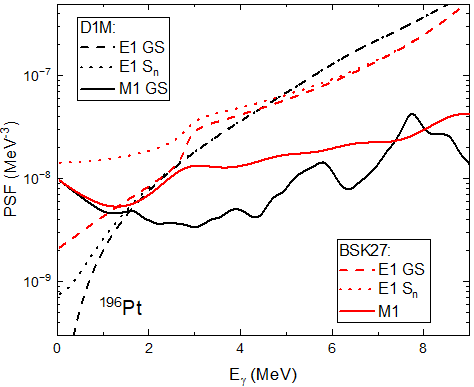 D1M:
E1 GS
E1 Sₙ
M1 GS
10⁻⁷
10⁻⁸
10⁻⁹
PSF (MeV⁻³)
BSK27:
E1 GS
E1 Sₙ
M1
¹⁹⁶Pt
0 2 4 6 8
Eᵧ (MeV)